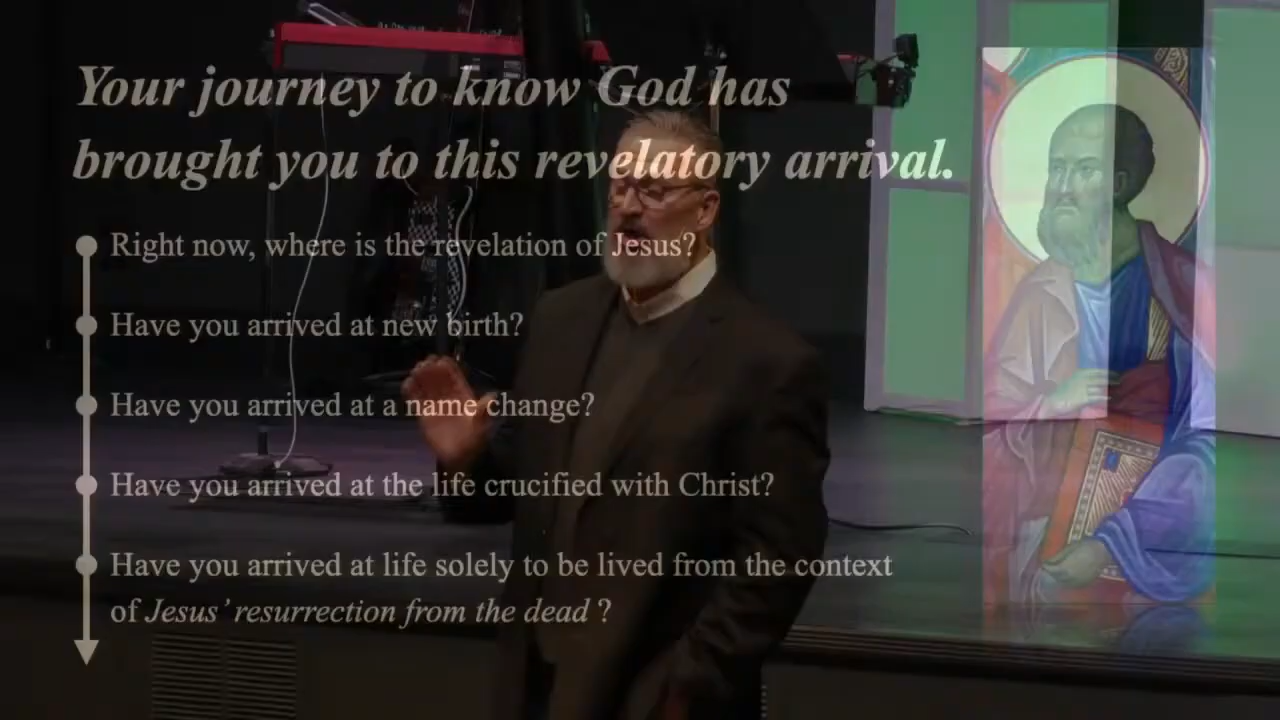 Your journey to know God has
brought you to this revelatory arrival.
Right now, where is the revelation of Jesus?
Have you arrived at new birth?
Have you arrived at a name change?
Have you arrived at the life crucified with Christ?
Have you arrived at life solely to be lived from the context
of Jesus’ resurrection from the dead ?